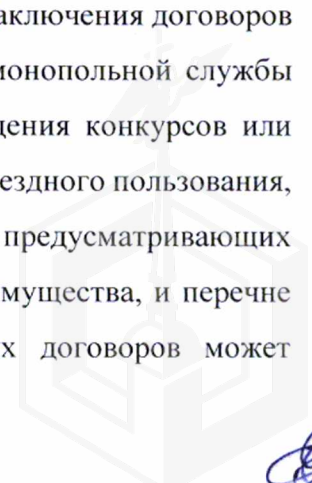 аключения договоров
монопольной службы
дения конкурсов или
ездного пользования,
предусматривающих
мущества, и перечне
х договоров может